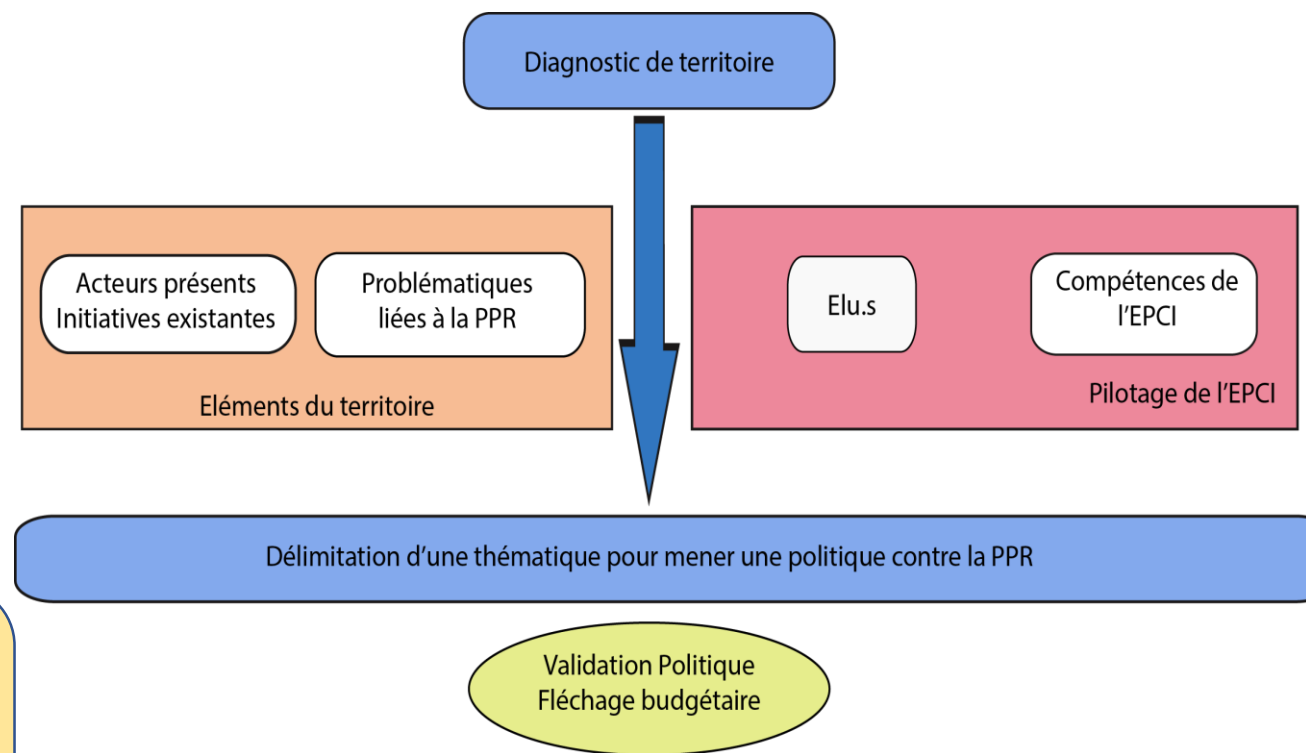 Diagnostic de territoire
Acteurs présents
Initiatives existantes
Problématiques
liées à la PPR
Eléments du territoire
Elu.s
Compétences de
l'EPCI
Pilotage de l'EPCI
Délimitation d'une thématique pour mener une politique contre la PPR
Validation Politique
Fléchage budgétaire